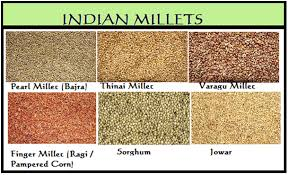 INDIAN MILLETS
Pearl Millet (Bajra)
Thinai Millet
Varagu Millet
Finger Millet (Ragi /
Pampered Corn)
Sorghum
Jowar